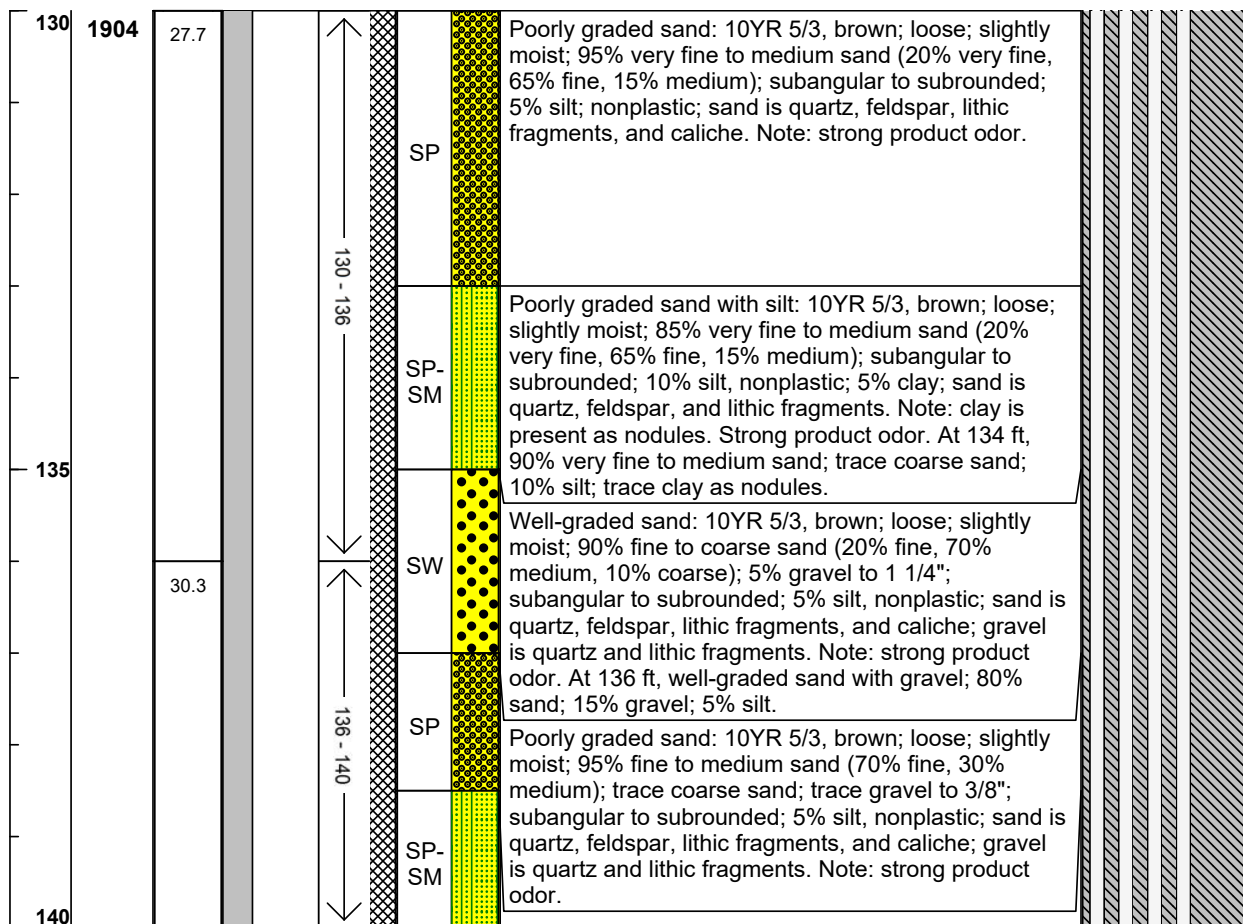 130
1904
27.7
130 - 136
SP
Poorly graded sand: 10YR 5/3, brown; loose; slightly
moist; 95% very fine to medium sand (20% very fine,
65% fine, 15% medium); subangular to subrounded;
5% silt; nonplastic; sand is quartz, feldspar, lithic
fragments, and caliche. Note: strong product odor.
SP-
SM
Poorly graded sand with silt: 10YR 5/3, brown; loose;
slightly moist; 85% very fine to medium sand (20%
very fine, 65% fine, 15% medium); subangular to
subrounded; 10% silt, nonplastic; 5% clay; sand is
quartz, feldspar, and lithic fragments. Note: clay is
present as nodules. Strong product odor. At 134 ft,
90% very fine to medium sand; trace coarse sand;
10% silt; trace clay as nodules.
135
SW
Well-graded sand: 10YR 5/3, brown; loose; slightly
moist; 90% fine to coarse sand (20% fine, 70%
medium, 10% coarse); 5% gravel to 1 1/4";
subangular to subrounded; 5% silt, nonplastic; sand is
quartz, feldspar, lithic fragments, and caliche; gravel
is quartz and lithic fragments. Note: strong product
odor. At 136 ft, well-graded sand with gravel; 80%
sand; 15% gravel; 5% silt.
30.3
136 - 140
SP
Poorly graded sand: 10YR 5/3, brown; loose; slightly
moist; 95% fine to medium sand (70% fine, 30%
medium); trace coarse sand; trace gravel to 3/8";
subangular to subrounded; 5% silt, nonplastic; sand is
quartz, feldspar, lithic fragments, and caliche; gravel
is quartz and lithic fragments. Note: strong product
odor.
SP-
SM
140